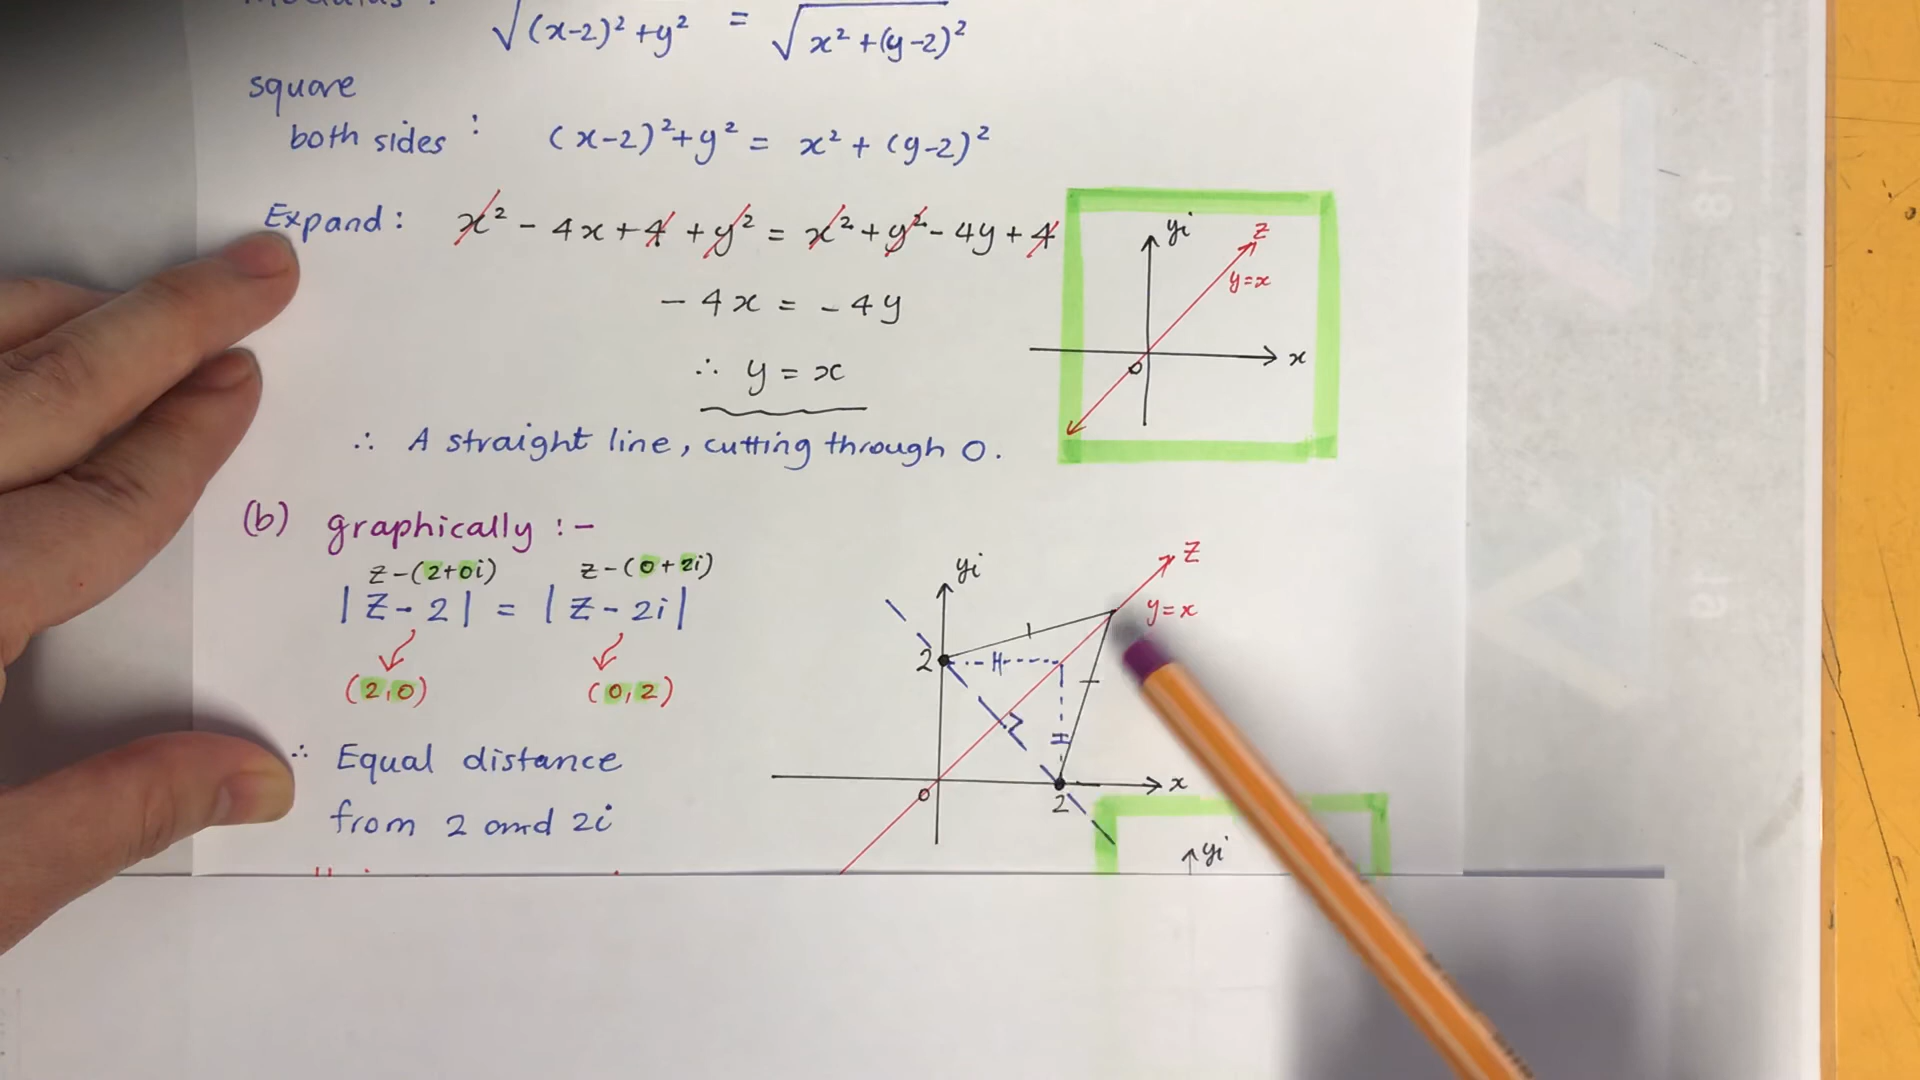 √(x-2)² + y² = √x² + (y-2)²
square
both sides : (x-2)² + y² = x² + (y-2)²
Expand : x² - 4x + 4 + y² = x² + y² - 4y + 4
- 4x = - 4y
∴ y = x
∴ A straight line, cutting through O.
yi
z
y=x
x
O
(b) graphically :-
z-(2+0i) z-(0+2i)
|z-2| = |z-2i|
(2,0) (0,2)
∴ Equal distance
from 2 and 2i
yi
z
y=x
2
O
2
x
yi